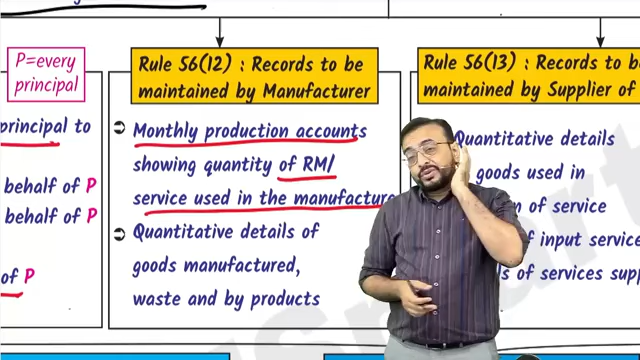 P=every
principal
principal to
behalf of P
behalf of P
of P
Rule 56(12) : Records to be
maintained by Manufacturer
➲ Monthly production accounts
showing quantity of RM/
service used in the manufacture
➲ Quantitative details of
goods manufactured,
waste and by products
Rule 56(13) : Records to
maintained by Supplier of
Quantitative details
goods used in
of service
of input service
of services